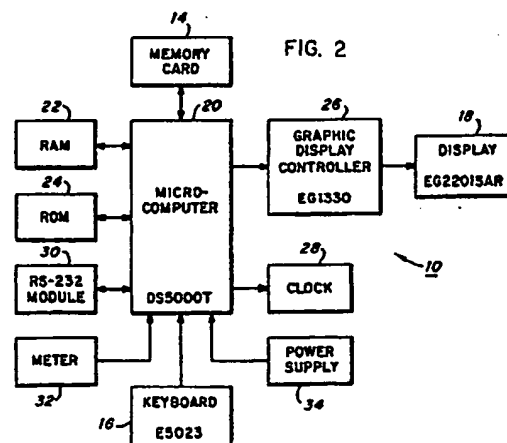 14
FIG. 2
MEMORY
CARD
22
20
26
18
RAM
GRAPHIC
DISPLAY
CONTROLLER
EG1330
DISPLAY
EG22015AR
24
MICRO-
COMPUTER
ROM
30
28
10
RS-232
MODULE
DS5000T
CLOCK
METER
POWER
SUPPLY
32
KEYBOARD
34
16
E5023